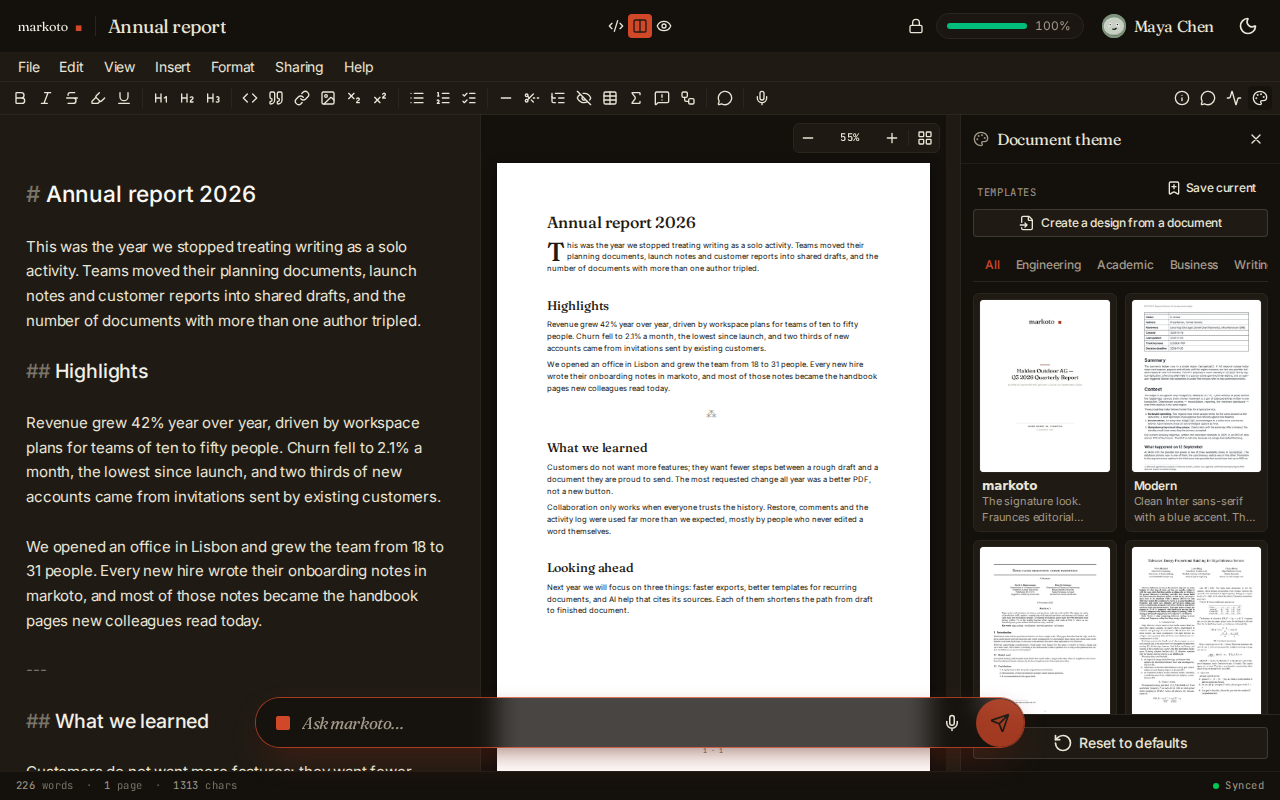 markoto
Annual report
100%
Maya Chen
File Edit View Insert Format Sharing Help
H1 H2 H3
55%
Document theme
TEMPLATES
Save current
Create a design from a document
All Engineering Academic Business Writin
# Annual report 2026
This was the year we stopped treating writing as a solo
activity. Teams moved their planning documents, launch
notes and customer reports into shared drafts, and the
number of documents with more than one author tripled.
## Highlights
Revenue grew 42% year over year, driven by workspace
plans for teams of ten to fifty people. Churn fell to 2.1% a
month, the lowest since launch, and two thirds of new
accounts came from invitations sent by existing customers.
We opened an office in Lisbon and grew the team from 18 to
31 people. Every new hire wrote their onboarding notes in
markoto, and most of those notes became the handbook
pages new colleagues read today.
---
## What we learned
Customers do not want more features; they want fewer
Annual report 2026
This was the year we stopped treating writing as a solo activity. Teams moved their
planning documents, launch notes and customer reports into shared drafts, and the
number of documents with more than one author tripled.
Highlights
Revenue grew 42% year over year, driven by workspace plans for teams of ten to fifty
people. Churn fell to 2.1% a month, the lowest since launch, and two thirds of new
accounts came from invitations sent by existing customers.
We opened an office in Lisbon and grew the team from 18 to 31 people. Every new hire
wrote their onboarding notes in markoto, and most of those notes became the handbook
pages new colleagues read today.
What we learned
Customers do not want more features; they want fewer steps between a rough draft and a
document they are proud to send. The most requested change all year was a better PDF,
not a new button.
Collaboration only works when everyone trusts the history. Restore, comments and the
activity log were used far more than we expected, mostly by people who never edited a
word themselves.
Looking ahead
Next year we will focus on three things: faster exports, better templates for recurring
documents, and AI help that cites its sources. Each of them shortens the path from draft
to finished document.
1 - 1
markoto
Halden Outdoor AG —
Q3 2026 Quarterly Report
Summary
Context
markoto
The signature look.
Fraunces editorial...
Modern
Clean Inter sans-serif
with a blue accent. Th...
Ask markoto...
Reset to defaults
226 words · 1 page · 1313 chars
Synced